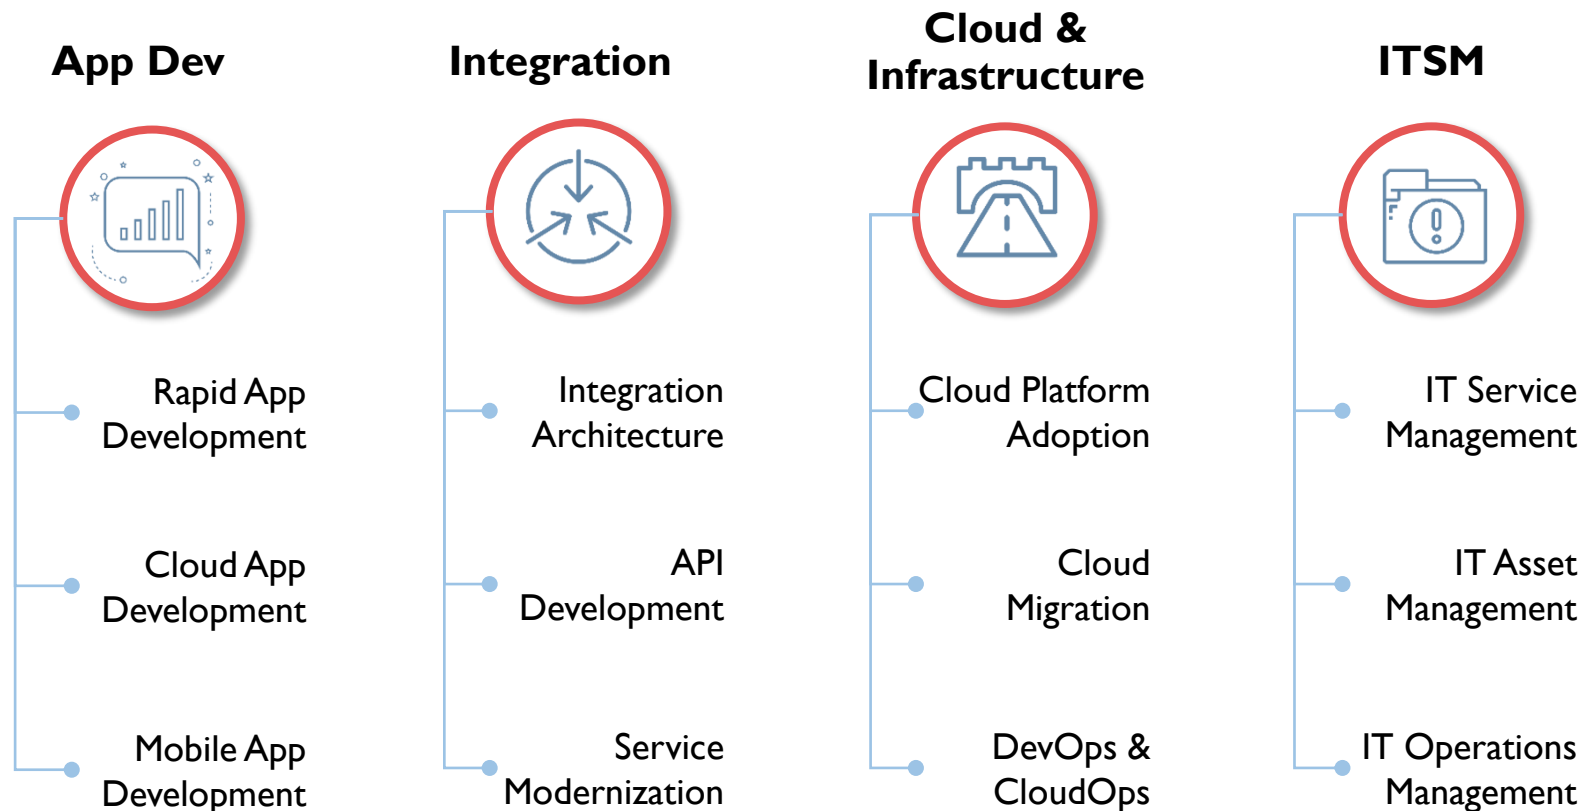 App Dev
Rapid App
Development
Cloud App
Development
Mobile App
Development
Integration
Integration
Architecture
API
Development
Service
Modernization
Cloud &
Infrastructure
Cloud Platform
Adoption
Cloud
Migration
DevOps &
CloudOps
ITSM
IT Service
Management
IT Asset
Management
IT Operations
Management